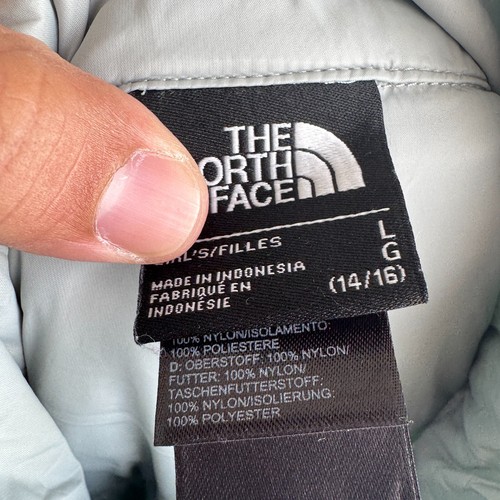 THE
ORTH
FACE
GIRL'S/FILLES
L
G
(14/16)
MADE IN INDONESIA
FABRIQUÉ EN
INDONÉSIE
100% NYLON/ISOLAMENTO:
100% POLIESTERE
D: OBERSTOFF: 100% NYLON/
FUTTER: 100% NYLON/
TASCHENFUTTERSTOFF:
100% NYLON/ISOLIERUNG:
100% POLYESTER